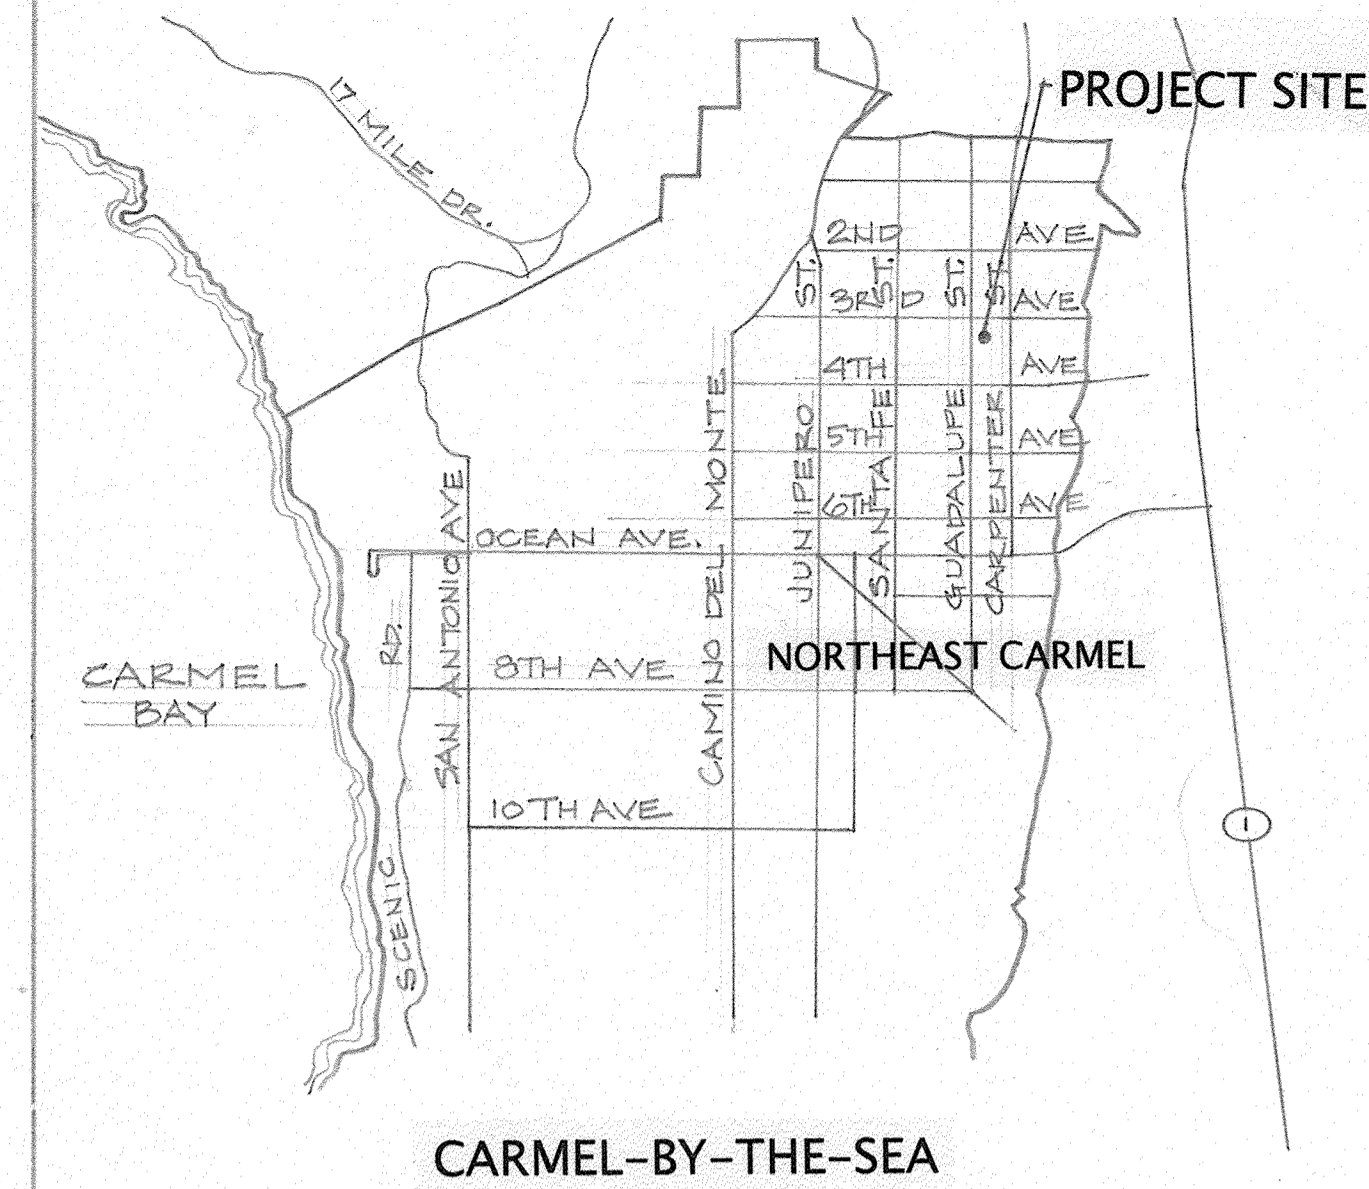 17 MILE DR.
PROJECT SITE
2ND AVE
3RD AVE
4TH AVE
5TH AVE
6TH AVE
OCEAN AVE.
8TH AVE
10TH AVE
SCENIC RD.
SAN ANTONIO AVE
CAMINO DEL MONTE
JUNIPERO ST.
SANTA FE ST.
GUADALUPE ST.
CARPENTER ST.
NORTHEAST CARMEL
CARMEL
BAY
1
CARMEL-BY-THE-SEA